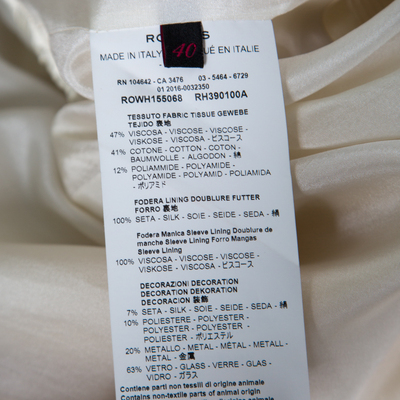 40
MADE IN ITALY
EN ITALIE
RN 104642 - CA 3476 03 - 5464 - 6729
01 2016-0032350
ROWH155068 RH390100A
TESSUTO FABRIC TISSUE GEWEBE
TEJIDO 表地
47% VISCOSA - VISCOSE - VISCOSE -
VISKOSE - VISCOSA - ビスコース
41% COTONE - COTTON - COTON -
BAUMWOLLE - ALGODON - 綿
12% POLIAMMIDE - POLYAMIDE -
POLYAMIDE - POLYAMID - POLIAMIDA
- ポリアミド
FODERA LINING DOUBLURE FUTTER
FORRO 裏地
100% SETA - SILK - SOIE - SEIDE - SEDA - 絹
Fodera Manica Sleeve Lining Doublure de
manche Sleeve Lining Forro Mangas
Sleeve Lining
100% VISCOSA - VISCOSE - VISCOSE -
VISKOSE - VISCOSA - ビスコース
DECORAZIONI DECORATION
DECORATION DEKORATION
DECORACION 装飾
7% SETA - SILK - SOIE - SEIDE - SEDA - 絹
10% POLIESTERE - POLYESTER -
POLYESTER - POLYESTER -
POLIESTER - ポリエステル
20% METALLO - METAL - MÉTAL - METALL -
METAL - 金属
63% VETRO - GLASS - VERRE - GLAS -
VIDRO - ガラス
Contiene parti non tessili di origine animale
Contains non-textile parts of animal origin